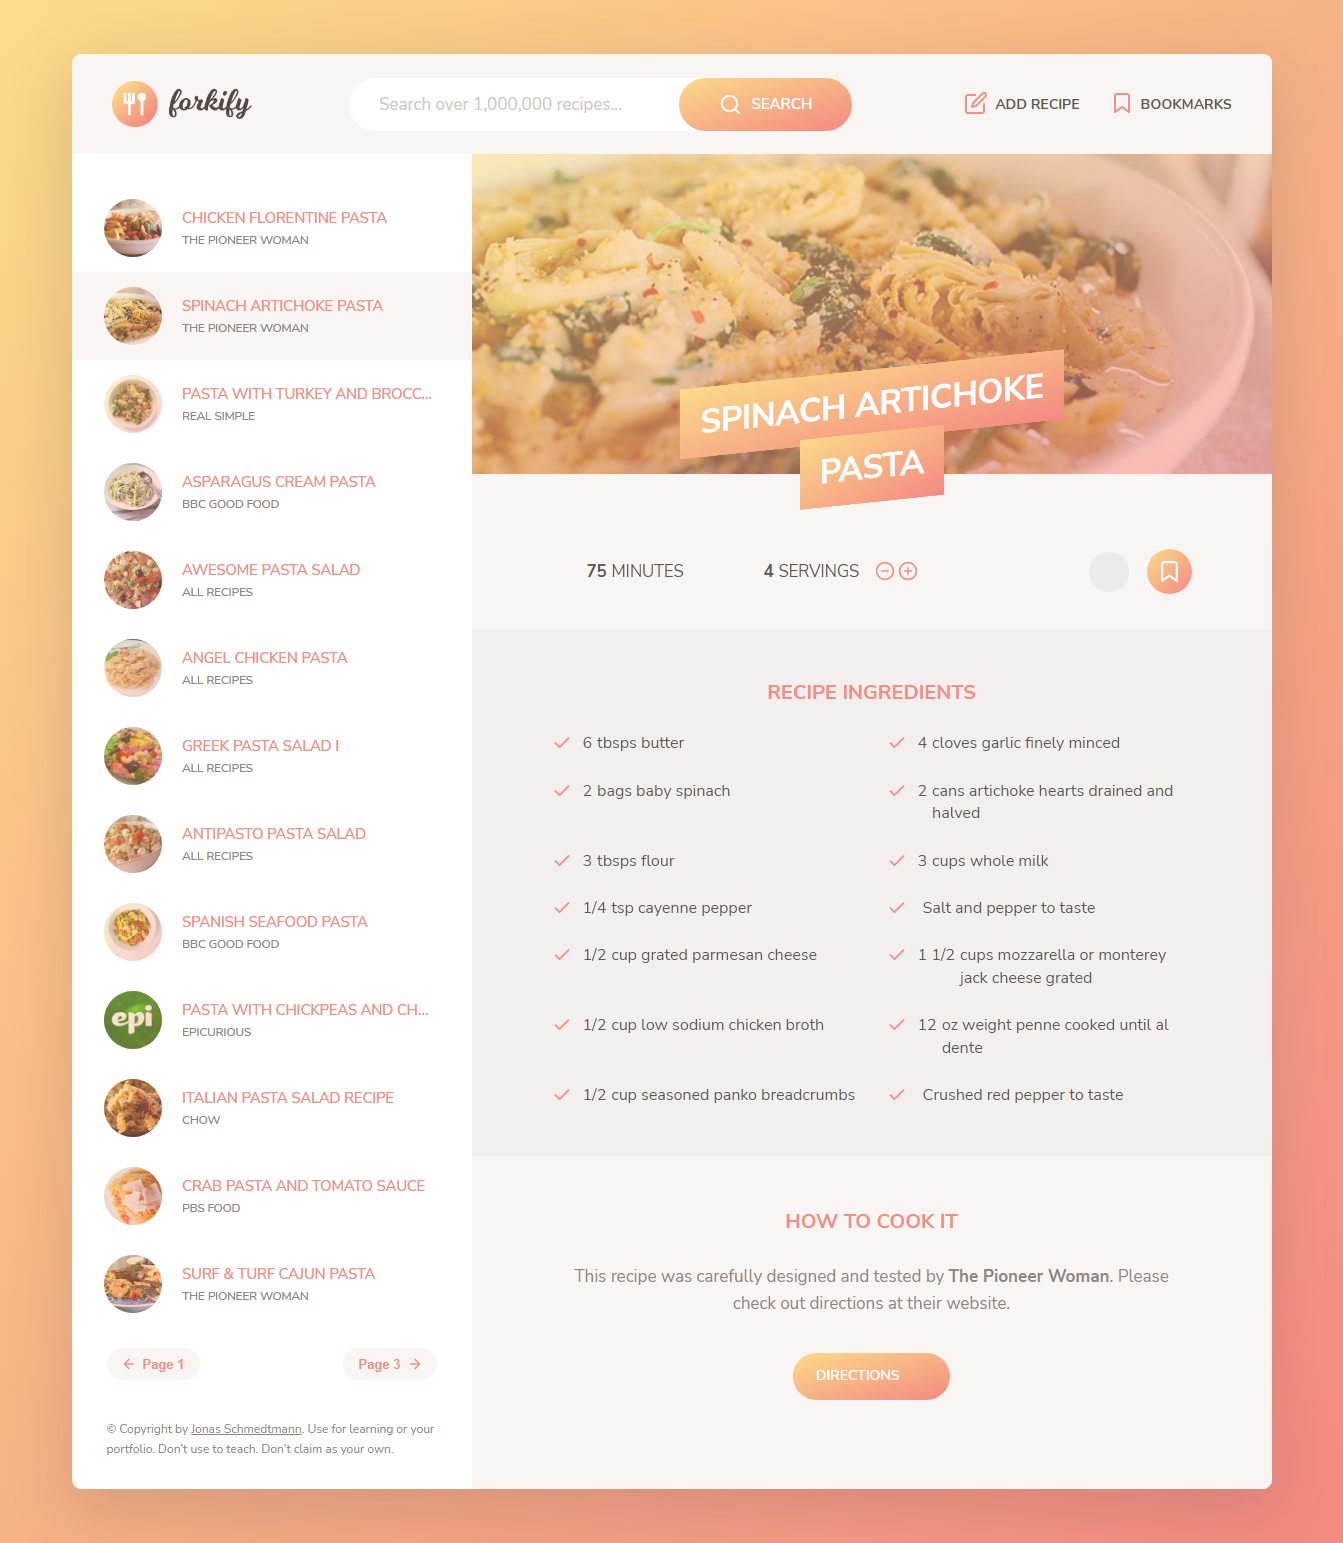 forkify
Search over 1,000,000 recipes...
SEARCH
ADD RECIPE
BOOKMARKS
CHICKEN FLORENTINE PASTA
THE PIONEER WOMAN
SPINACH ARTICHOKE PASTA
THE PIONEER WOMAN
PASTA WITH TURKEY AND BROCC...
REAL SIMPLE
ASPARAGUS CREAM PASTA
BBC GOOD FOOD
AWESOME PASTA SALAD
ALL RECIPES
ANGEL CHICKEN PASTA
ALL RECIPES
GREEK PASTA SALAD I
ALL RECIPES
ANTIPASTO PASTA SALAD
ALL RECIPES
SPANISH SEAFOOD PASTA
BBC GOOD FOOD
epi
PASTA WITH CHICKPEAS AND CH...
EPICURIOUS
ITALIAN PASTA SALAD RECIPE
CHOW
CRAB PASTA AND TOMATO SAUCE
PBS FOOD
SURF & TURF CAJUN PASTA
THE PIONEER WOMAN
Page 1
Page 3
© Copyright by Jonas Schmedtmann. Use for learning or your
portfolio. Don't use to teach. Don't claim as your own.
SPINACH ARTICHOKE
PASTA
75 MINUTES
4 SERVINGS
RECIPE INGREDIENTS
6 tbsps butter
4 cloves garlic finely minced
2 bags baby spinach
2 cans artichoke hearts drained and
halved
3 tbsps flour
3 cups whole milk
1/4 tsp cayenne pepper
Salt and pepper to taste
1/2 cup grated parmesan cheese
1 1/2 cups mozzarella or monterey
jack cheese grated
1/2 cup low sodium chicken broth
12 oz weight penne cooked until al
dente
1/2 cup seasoned panko breadcrumbs
Crushed red pepper to taste
HOW TO COOK IT
This recipe was carefully designed and tested by The Pioneer Woman. Please
check out directions at their website.
DIRECTIONS